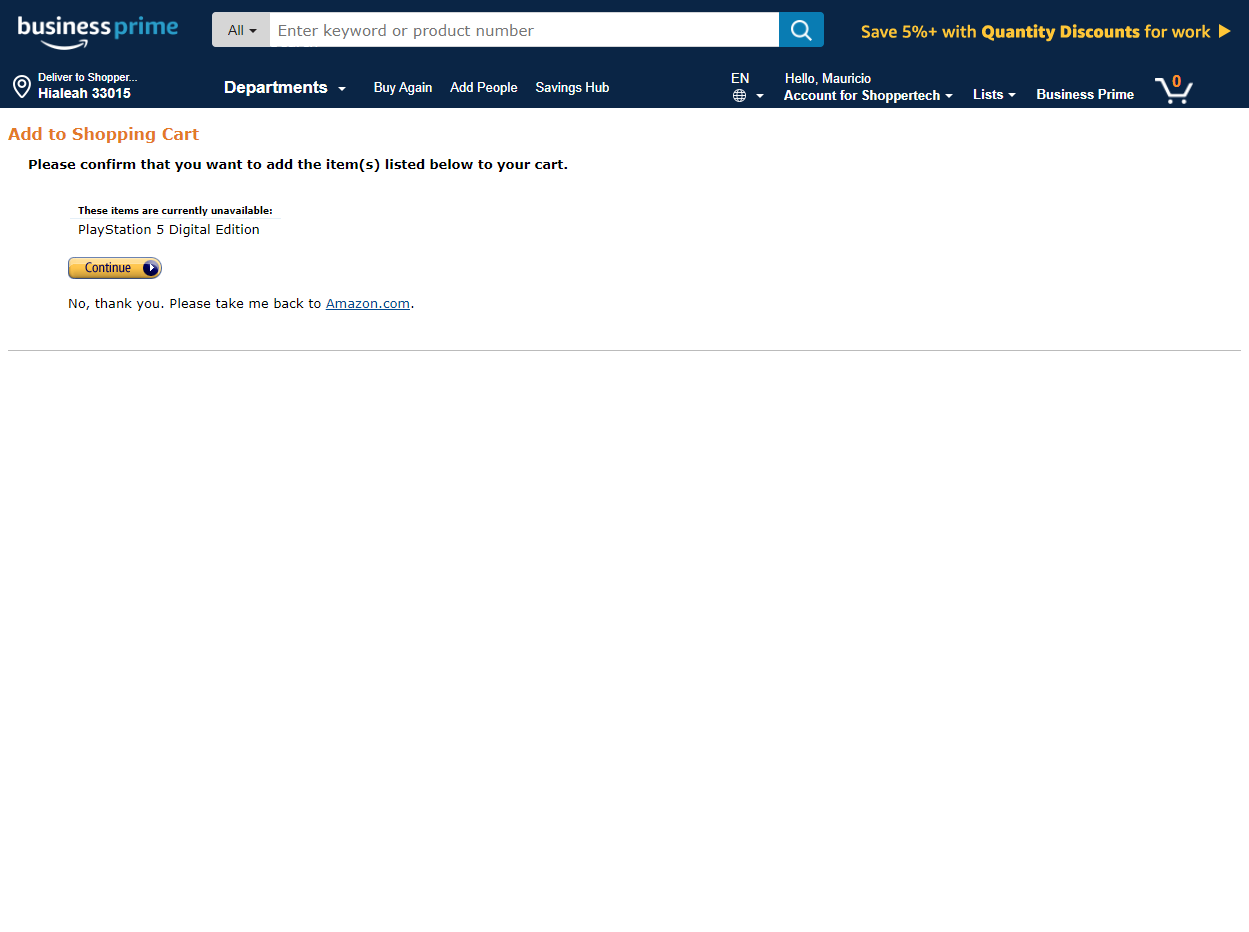 business prime
All
Enter keyword or product number
Save 5%+ with Quantity Discounts for work
Deliver to Shopper...
Hialeah 33015
Departments
Buy Again
Add People
Savings Hub
EN
Hello, Mauricio
Account for Shoppertech
Lists
Business Prime
0
Add to Shopping Cart
Please confirm that you want to add the item(s) listed below to your cart.
These items are currently unavailable:
PlayStation 5 Digital Edition
Continue
No, thank you. Please take me back to Amazon.com.